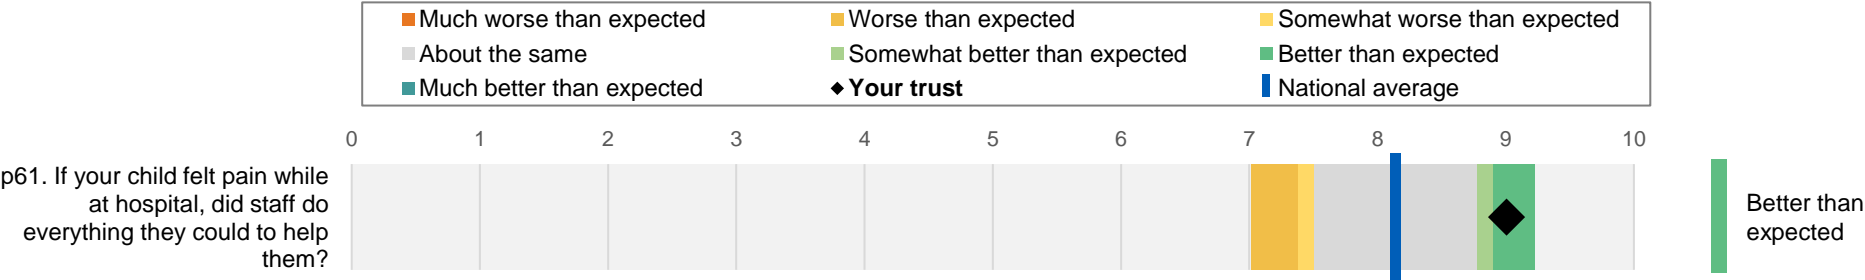 Much worse than expected
Worse than expected
Somewhat worse than expected
About the same
Somewhat better than expected
Better than expected
Much better than expected
Your trust
National average
0 1 2 3 4 5 6 7 8 9 10
p61. If your child felt pain while
at hospital, did staff do
everything they could to help
them?
Better than
expected